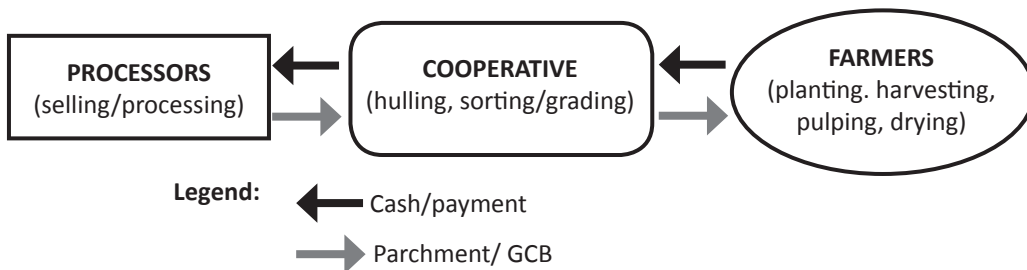 PROCESSORS
(selling/processing)
COOPERATIVE
(hulling, sorting/grading)
FARMERS
(planting. harvesting,
pulping, drying)
Legend:
Cash/payment
Parchment/ GCB